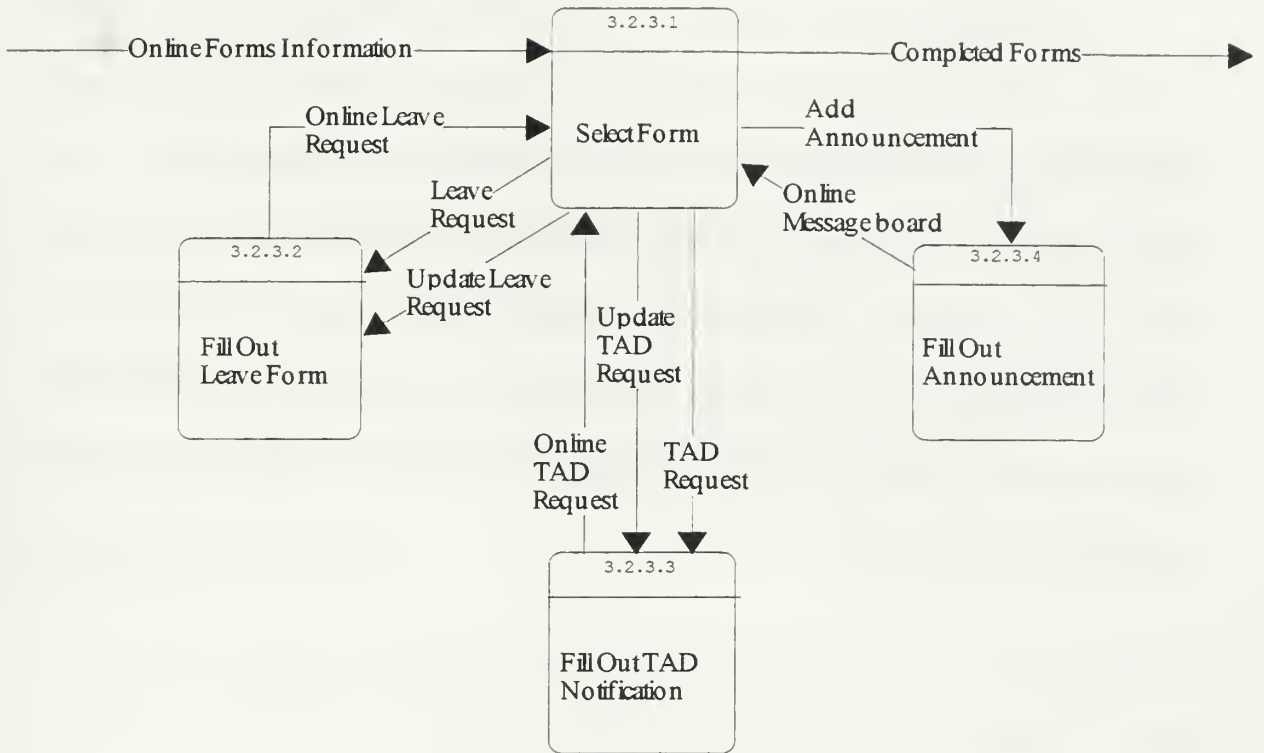 3.2.3.1
Online Forms Information
Completed Forms
Online Leave
Request
Select Form
Add
Announcement
Leave
Request
Online
Message board
3.2.3.2
3.2.3.4
Update Leave
Request
Fill Out
Leave Form
Update
TAD
Request
Fill Out
Announcement
Online
TAD
Request
TAD
Request
3.2.3.3
Fill Out TAD
Notification